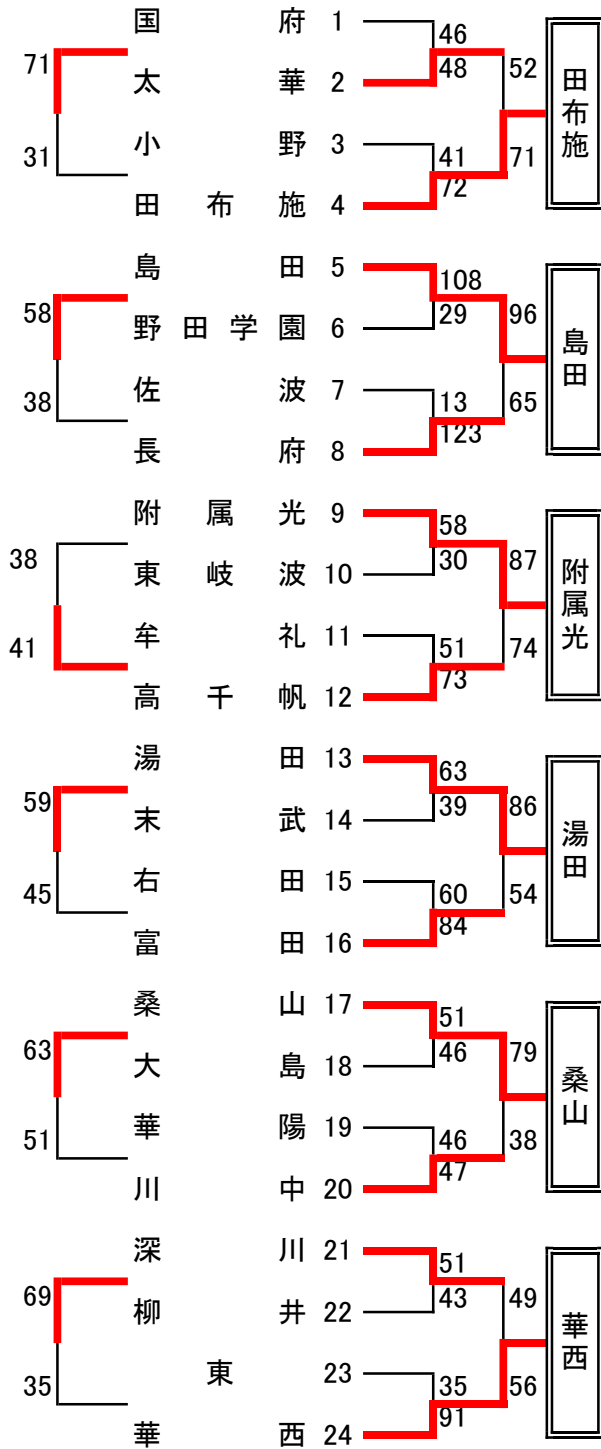 国府 1
46
71
48
52
太華 2
田布施
小野 3
31
41
71
72
田布施 4
島田 5
108
58
29
96
野田学園 6
島田
佐波 7
38
13
65
123
長府 8
附属光 9
58
38
30
87
東岐波 10
附属光
牟礼 11
41
51
74
73
高千帆 12
湯田 13
63
59
39
86
末武 14
湯田
右田 15
45
60
54
84
富田 16
桑山 17
51
63
46
79
大島 18
桑山
華陽 19
51
46
38
47
川中 20
深川 21
51
69
43
49
柳井 22
華西
東 23
35
35
56
91
華西 24